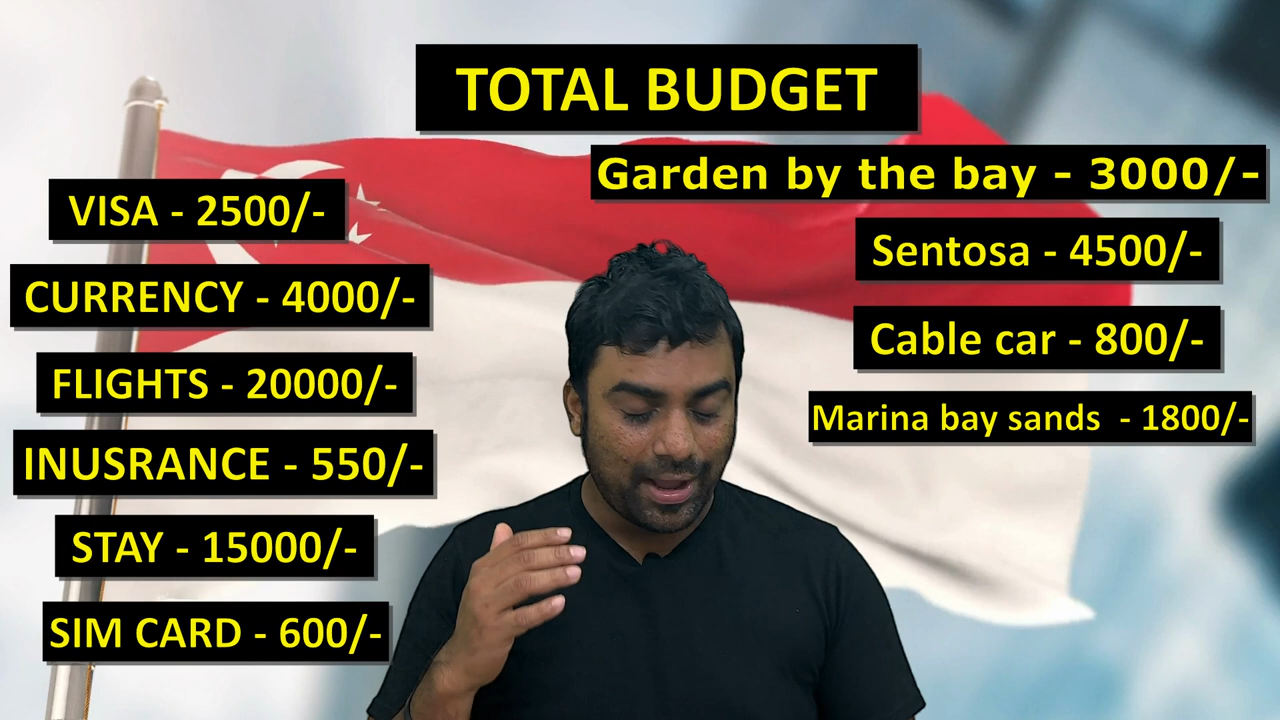 TOTAL BUDGET
VISA - 2500/-
CURRENCY - 4000/-
FLIGHTS - 20000/-
INUSRANCE - 550/-
STAY - 15000/-
SIM CARD - 600/-
Garden by the bay - 3000/-
Sentosa - 4500/-
Cable car - 800/-
Marina bay sands - 1800/-